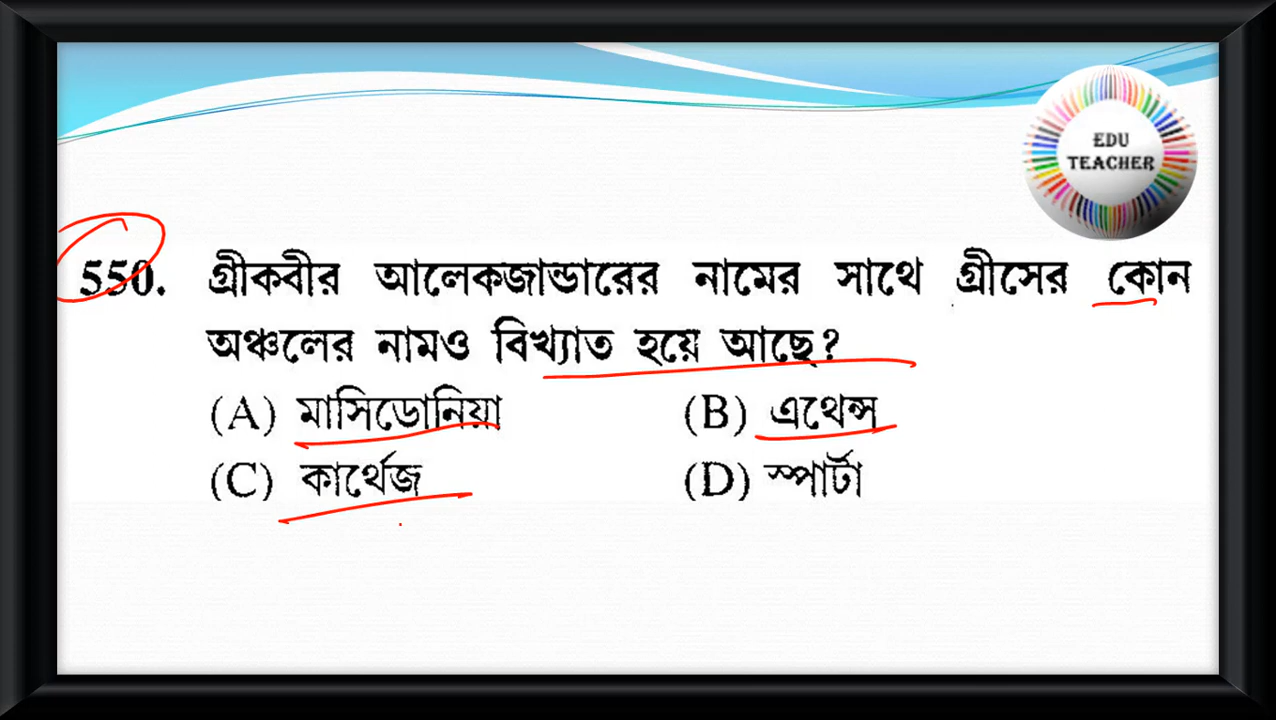 EDU
TEACHER
550. গ্রীকবীর আলেকজান্ডারের নামের সাথে গ্রীসের কোন
অঞ্চলের নামও বিখ্যাত হয়ে আছে?
(A) মাসিডোনিয়া (B) এথেন্স
(C) কার্থেজ (D) স্পার্টা